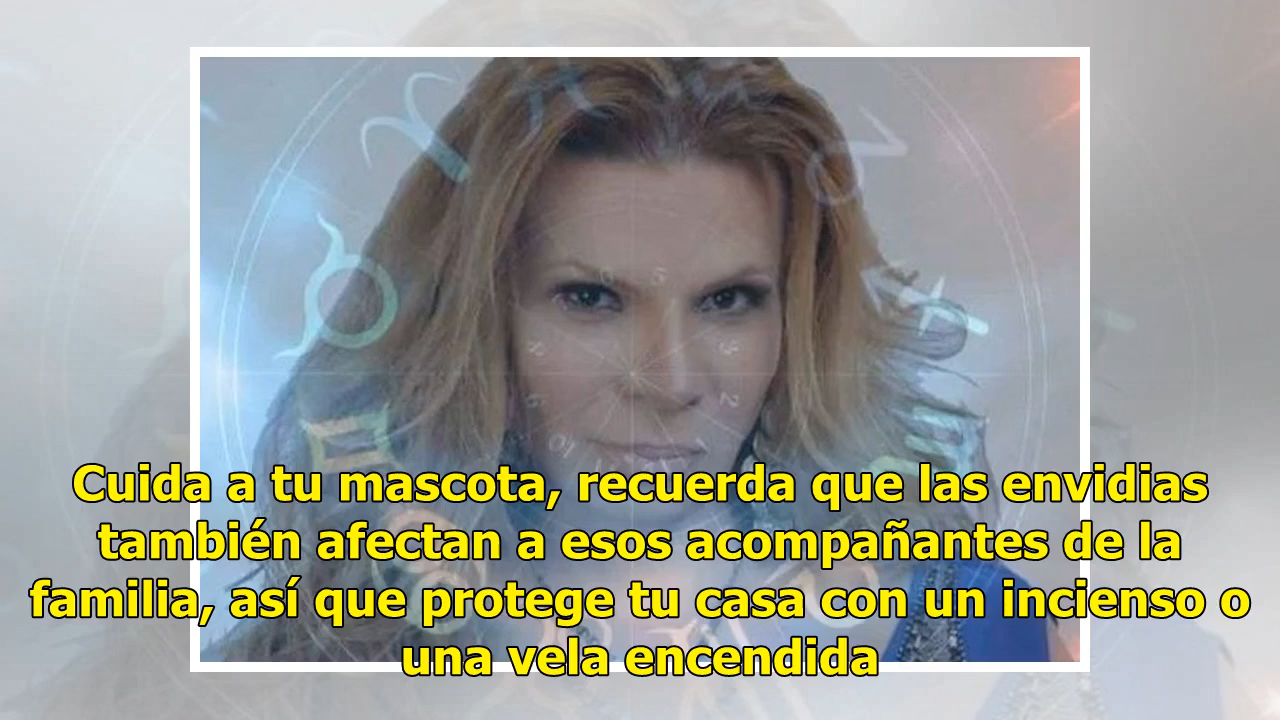 Cuida a tu mascota, recuerda que las envidias
también afectan a esos acompañantes de la
familia, así que protege tu casa con un incienso o
una vela encendida